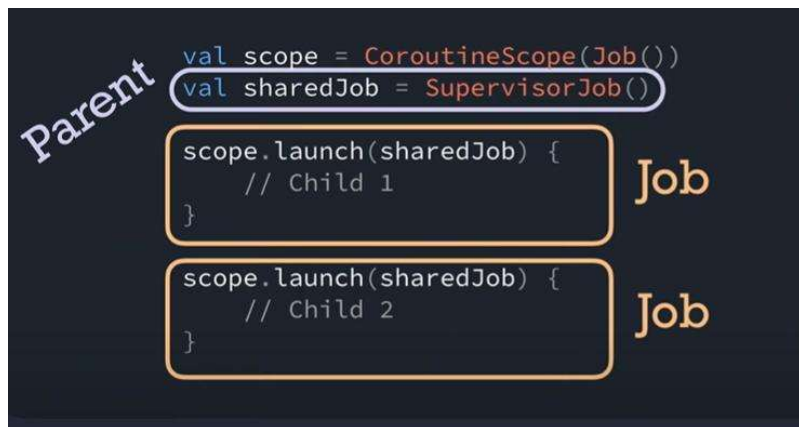 val scope = CoroutineScope(Job())
Parent
val sharedJob = SupervisorJob()
scope.launch(sharedJob) {
// Child 1
}
Job
scope.launch(sharedJob) {
// Child 2
}
Job